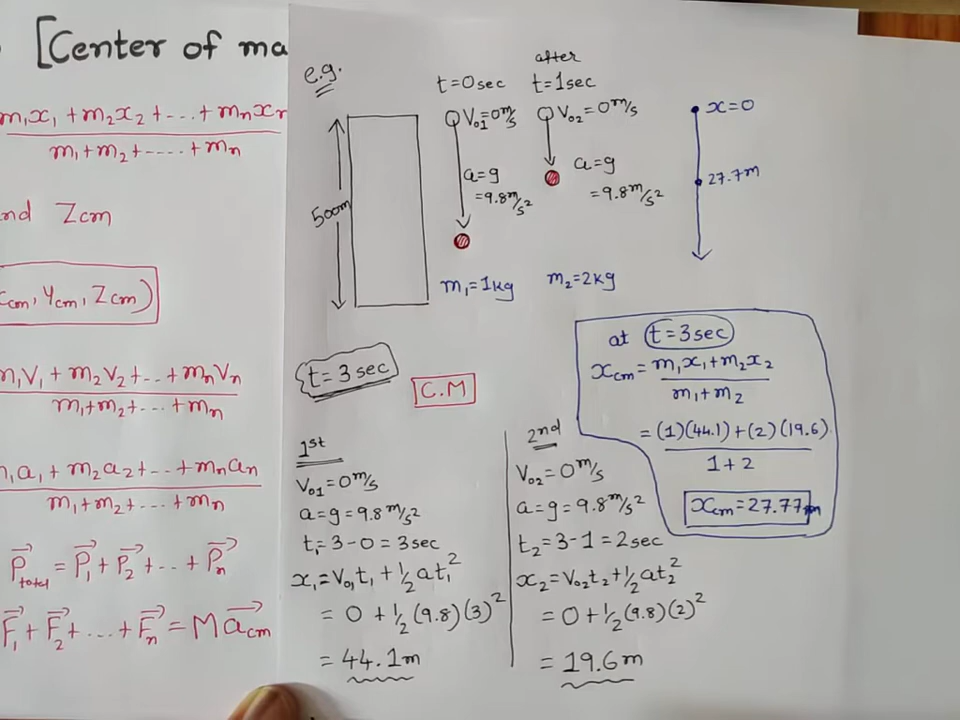 [Center of ma
m₁x₁ + m₂x₂ + ... + mₙxₙ
m₁+m₂+-....+mₙ
nd Zcm
cm, Ycm, Zcm)
m₁V₁ + m₂V₂ +-.. + mₙVₙ
m₁+m₂+-..+mₙ
a₁ + m₂a₂ +-.. + mₙaₙ
m₁+m₂+-... +mₙ
P⃗total = P⃗₁ + P⃗₂ + -.. + P⃗ₙ
F⃗₁ + F⃗₂ + ... + F⃗ₙ = M a⃗cm
e.g.
t=0sec
after
t=1sec
V₀₁=0m/s
V₀₂=0m/s
x=0
a=g
=9.8m/s²
a=g
=9.8m/s²
27.7m
500m
m₁=1kg
m₂=2kg
t=3sec
C.M
at t=3sec
xcm = m₁x₁+m₂x₂
m₁+m₂
=(1)(44.1)+(2)(19.6)
1+2
xcm=27.77m
1st
V₀₁=0m/s
a=g=9.8m/s²
t₁=3-0=3sec
x₁=V₀₁t₁+½at₁²
= 0+½(9.8)(3)²
= 44.1m
2nd
V₀₂=0m/s
a=g=9.8m/s²
t₂=3-1=2sec
x₂=V₀₂t₂+½at₂²
=0+½(9.8)(2)²
= 19.6m